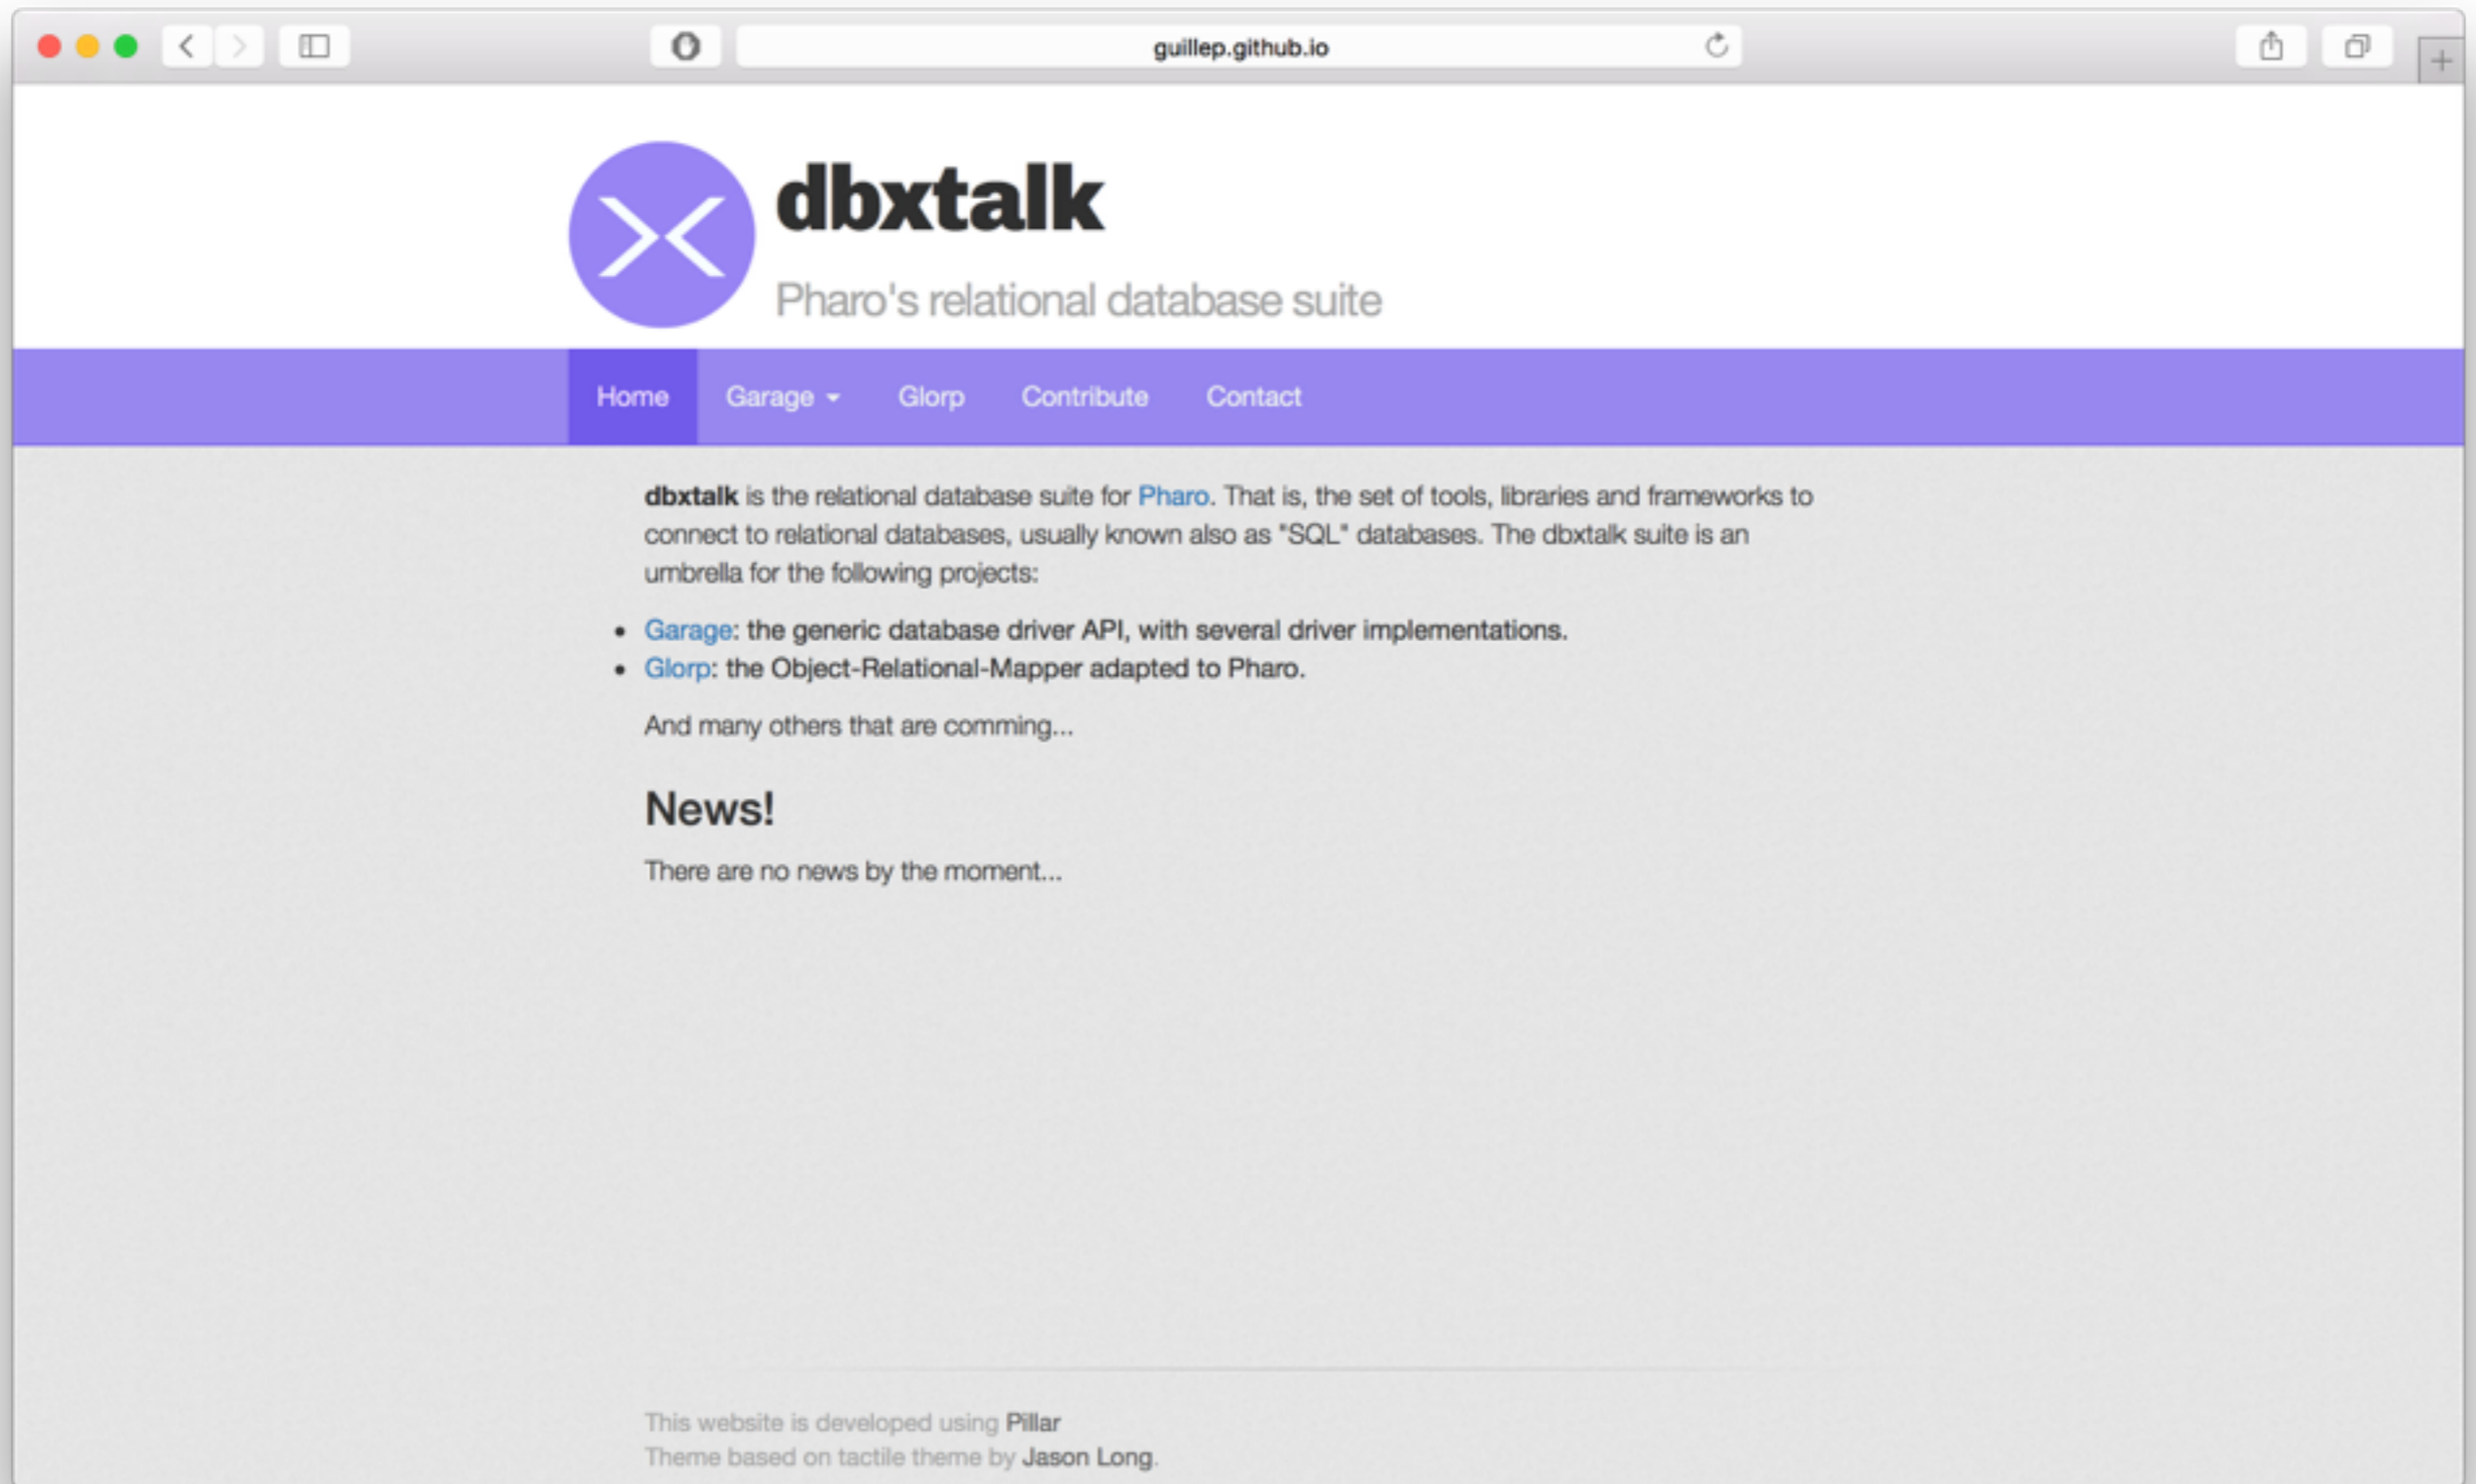 guillep.github.io
dbxtalk
Pharo's relational database suite
Home Garage Glorp Contribute Contact
dbxtalk is the relational database suite for Pharo. That is, the set of tools, libraries and frameworks to
connect to relational databases, usually known also as "SQL" databases. The dbxtalk suite is an
umbrella for the following projects:
• Garage: the generic database driver API, with several driver implementations.
• Glorp: the Object-Relational-Mapper adapted to Pharo.
And many others that are comming...
News!
There are no news by the moment...
This website is developed using Pillar
Theme based on tactile theme by Jason Long.